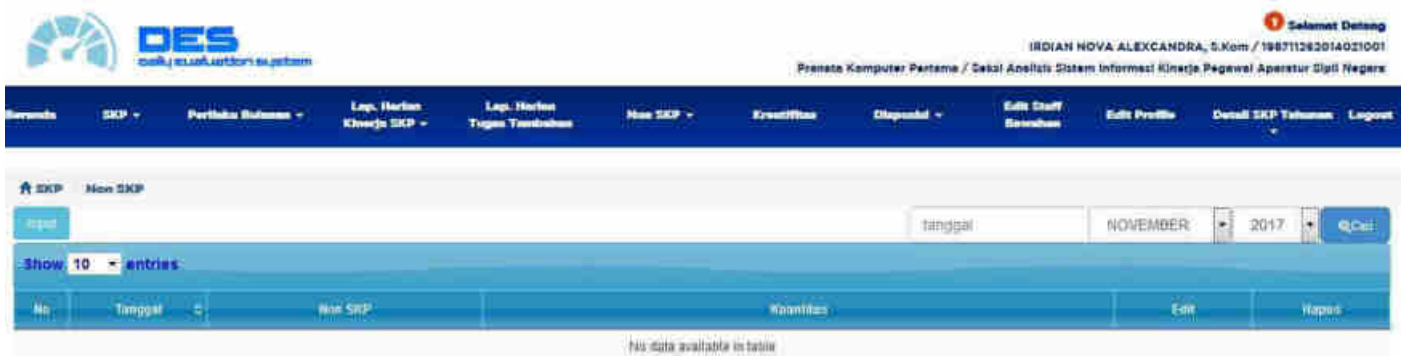 1 Selamat Datang
DES
daily evaluation system
IRDIAN NOVA ALEXCANDRA, S.Kom / 198711262014021001
Pranata Komputer Pertama / Seksi Analisis Sistem Informasi Kinerja Pegawai Aparatur Sipil Negara
Beranda SKP Perilaku Bulanan Lap. Harian Kinerja SKP Lap. Harian Tugas Tambahan Non SKP Kreatifitas Disposisi Edit Staff Bawahan Edit Profile Detail SKP Tahunan Logout
SKP Non SKP
Input tanggal NOVEMBER 2017 Cari
Show 10 entries
No Tanggal Non SKP Kuantitas Edit Hapus
No data available in table